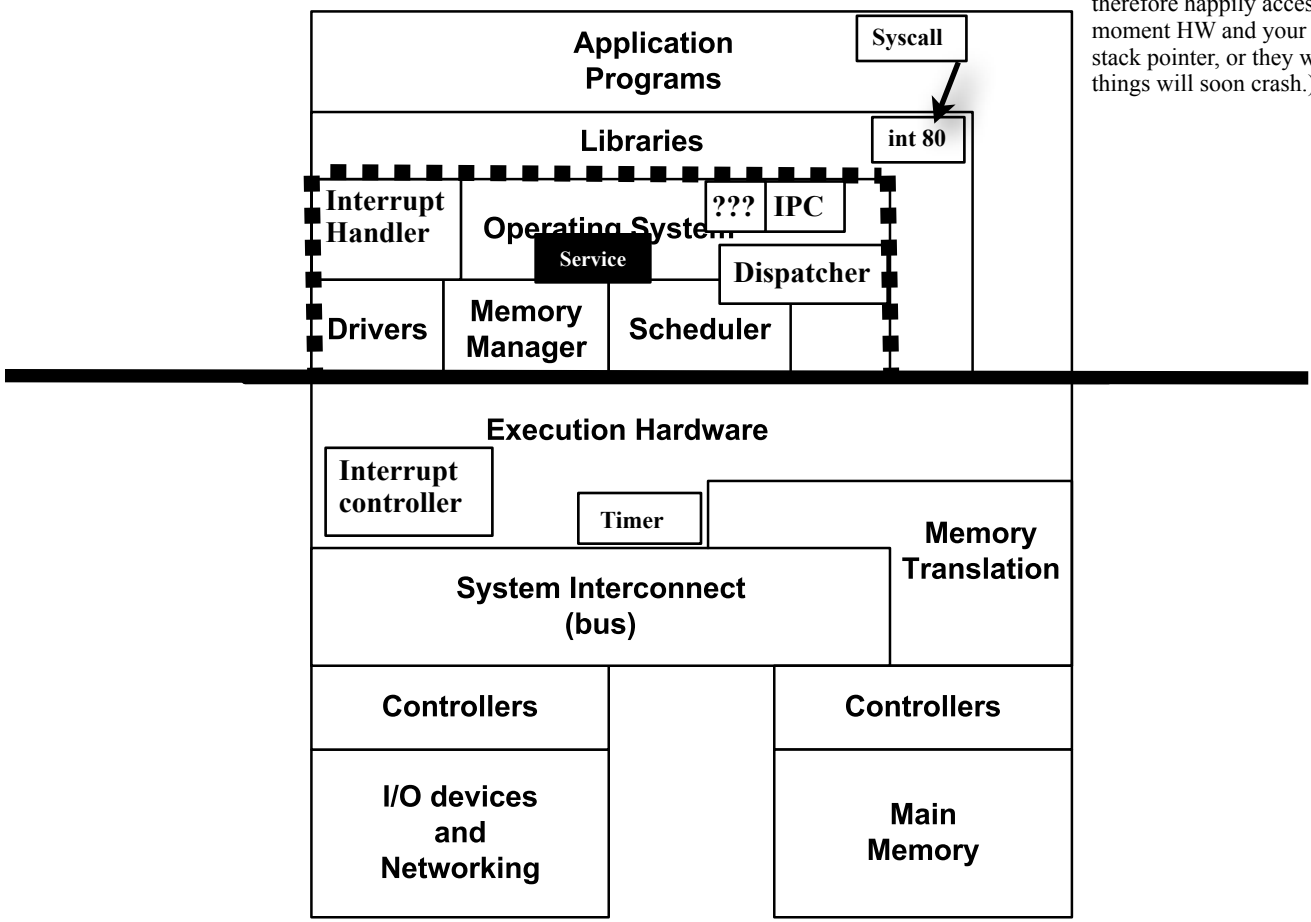 therefore happily acces
moment HW and your
stack pointer, or they w
things will soon crash.)
Application
Programs
Syscall
Libraries
int 80
Interrupt
Handler
Operating System
???
IPC
Service
Dispatcher
Drivers
Memory
Manager
Scheduler
Execution Hardware
Interrupt
controller
Timer
Memory
Translation
System Interconnect
(bus)
Controllers
Controllers
I/O devices
and
Networking
Main
Memory